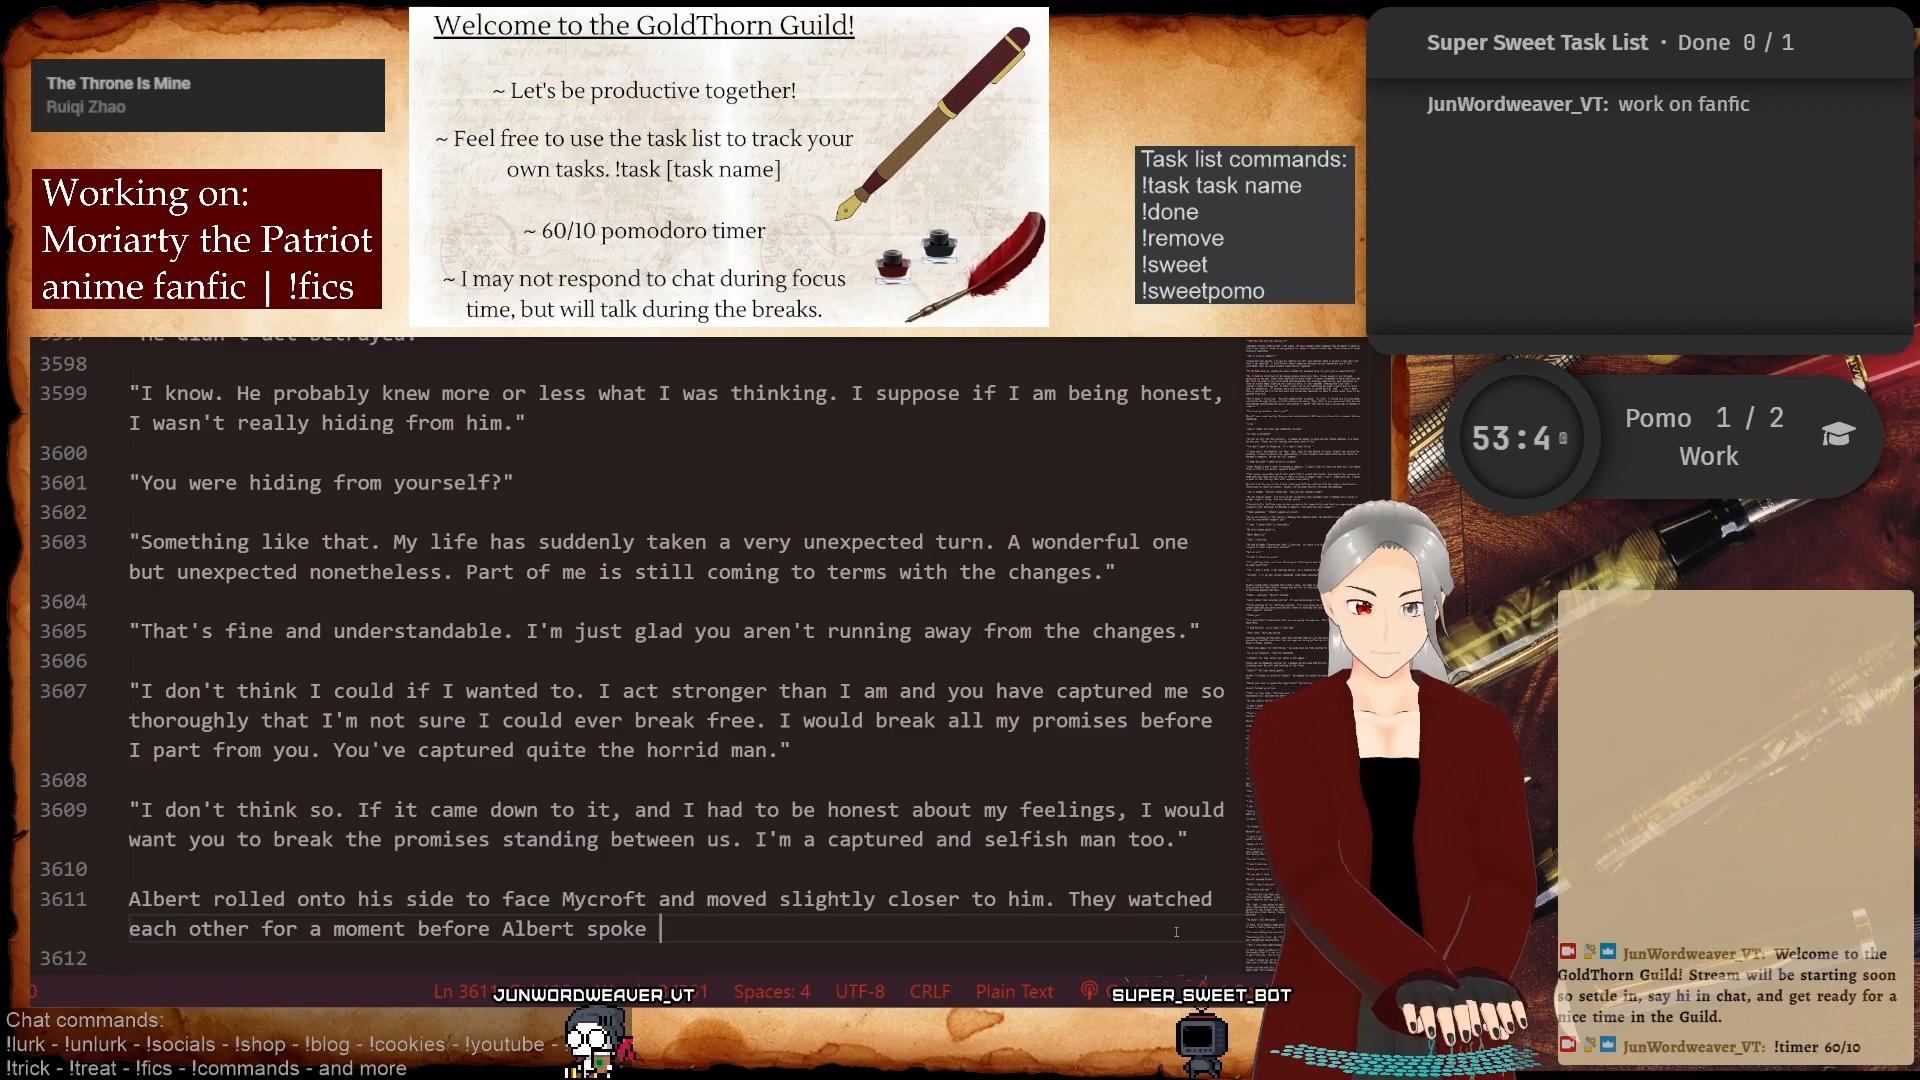 Welcome to the GoldThorn Guild!
~ Let's be productive together!
~ Feel free to use the task list to track your
own tasks. !task [task name]
~ 60/10 pomodoro timer
~ I may not respond to chat during focus
time, but will talk during the breaks.
The Throne Is Mine
Ruiqi Zhao
Working on:
Moriarty the Patriot
anime fanfic | !fics
Task list commands:
!task task name
!done
!remove
!sweet
!sweetpomo
Super Sweet Task List · Done 0 / 1
JunWordweaver_VT: work on fanfic
53:4
Pomo 1 / 2
Work
3598
3599 "I know. He probably knew more or less what I was thinking. I suppose if I am being honest,
I wasn't really hiding from him."
3600
3601 "You were hiding from yourself?"
3602
3603 "Something like that. My life has suddenly taken a very unexpected turn. A wonderful one
but unexpected nonetheless. Part of me is still coming to terms with the changes."
3604
3605 "That's fine and understandable. I'm just glad you aren't running away from the changes."
3606
3607 "I don't think I could if I wanted to. I act stronger than I am and you have captured me so
thoroughly that I'm not sure I could ever break free. I would break all my promises before
I part from you. You've captured quite the horrid man."
3608
3609 "I don't think so. If it came down to it, and I had to be honest about my feelings, I would
want you to break the promises standing between us. I'm a captured and selfish man too."
3610
3611 Albert rolled onto his side to face Mycroft and moved slightly closer to him. They watched
each other for a moment before Albert spoke
3612
Spaces: 4 UTF-8 CRLF Plain Text
JUNWORDWEAVER_VT
SUPER_SWEET_BOT
Chat commands:
!lurk - !unlurk - !socials - !shop - !blog - !cookies - !youtube -
!trick - !treat - !fics - !commands - and more
JunWordweaver_VT: Welcome to the
GoldThorn Guild! Stream will be starting soon
so settle in, say hi in chat, and get ready for a
nice time in the Guild.
JunWordweaver_VT: !timer 60/10